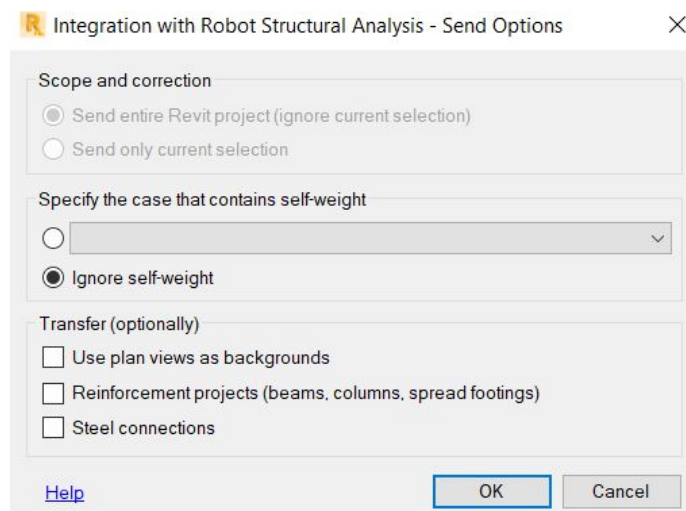 Integration with Robot Structural Analysis - Send Options
Scope and correction
Send entire Revit project (ignore current selection)
Send only current selection
Specify the case that contains self-weight
Ignore self-weight
Transfer (optionally)
Use plan views as backgrounds
Reinforcement projects (beams, columns, spread footings)
Steel connections
Help
OK
Cancel